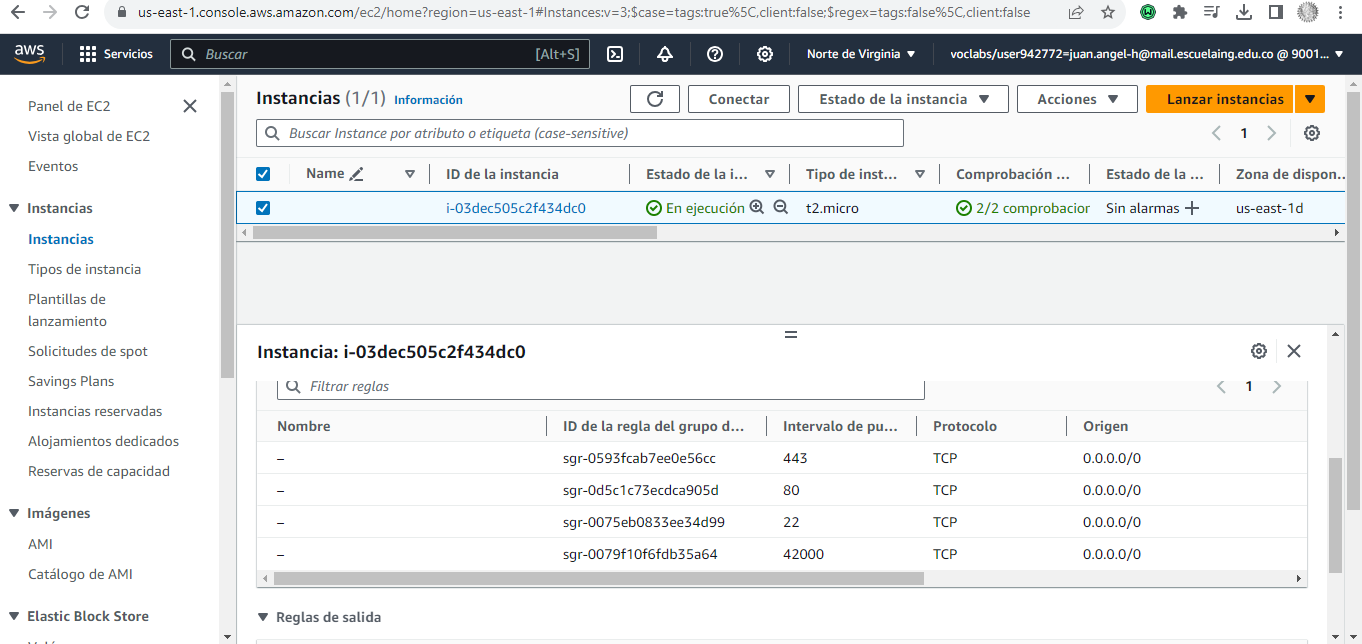 us-east-1.console.aws.amazon.com/ec2/home?region=us-east-1#Instances:v=3;$case=tags:true%5C,client:false;$regex=tags:false%5C,client:false
aws Servicios Buscar [Alt+S] Norte de Virginia voclabs/user942772=juan.angel-h@mail.escuelaing.edu.co @ 9001...
Panel de EC2
Vista global de EC2
Eventos
Instancias
Instancias
Tipos de instancia
Plantillas de
lanzamiento
Solicitudes de spot
Savings Plans
Instancias reservadas
Alojamientos dedicados
Reservas de capacidad
Imágenes
AMI
Catálogo de AMI
Elastic Block Store
Instancias (1/1) Información Conectar Estado de la instancia Acciones Lanzar instancias
Buscar Instance por atributo o etiqueta (case-sensitive) 1
Name ID de la instancia Estado de la i... Tipo de inst... Comprobación ... Estado de la ... Zona de dispon...
i-03dec505c2f434dc0 En ejecución t2.micro 2/2 comprobacior Sin alarmas us-east-1d
Instancia: i-03dec505c2f434dc0
Filtrar reglas 1
Nombre ID de la regla del grupo d... Intervalo de pu... Protocolo Origen
– sgr-0593fcab7ee0e56cc 443 TCP 0.0.0.0/0
– sgr-0d5c1c73ecdca905d 80 TCP 0.0.0.0/0
– sgr-0075eb0833ee34d99 22 TCP 0.0.0.0/0
– sgr-0079f10f6fdb35a64 42000 TCP 0.0.0.0/0
Reglas de salida